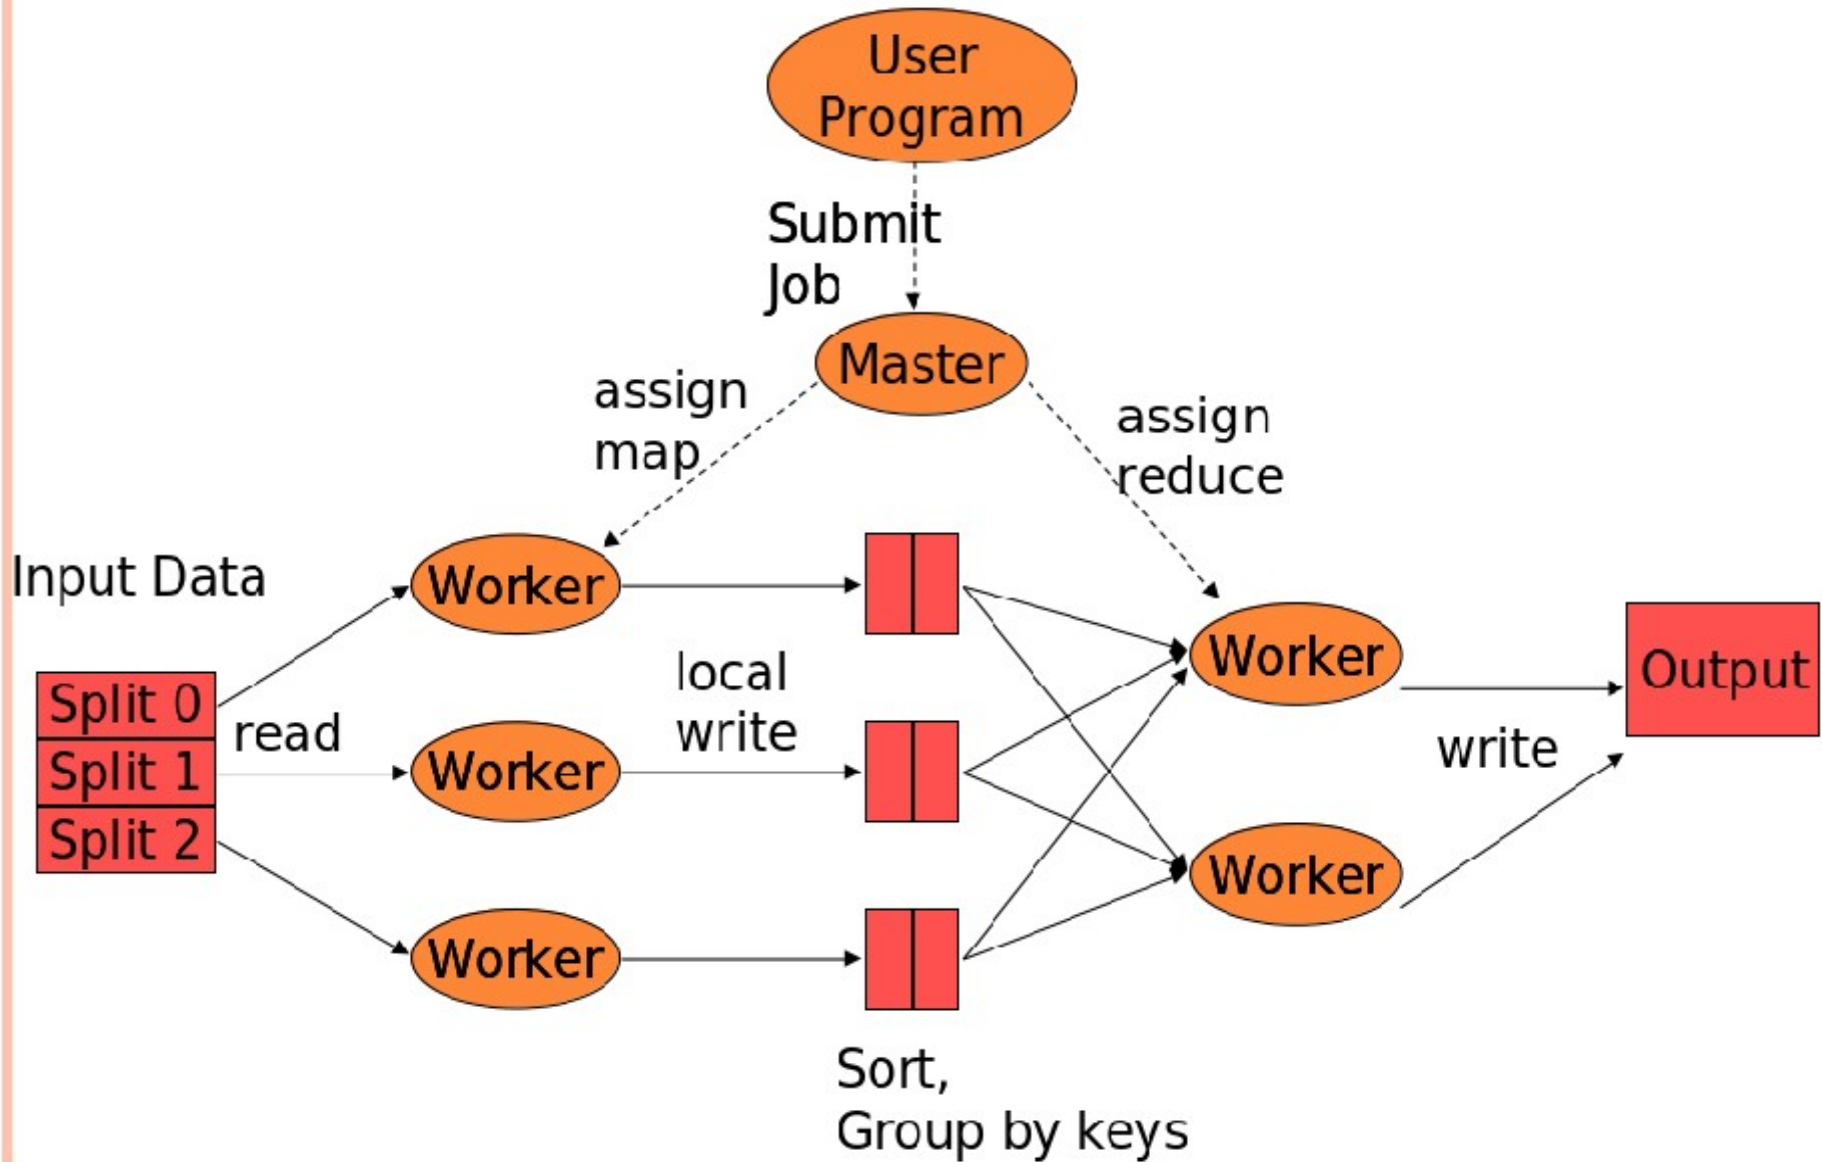 User
Program
Submit
Job
Master
assign
map
assign
reduce
Input Data
Worker
Worker
Split 0
Split 1
Split 2
read
local
write
Worker
Output
write
Worker
Worker
Worker
Sort,
Group by keys